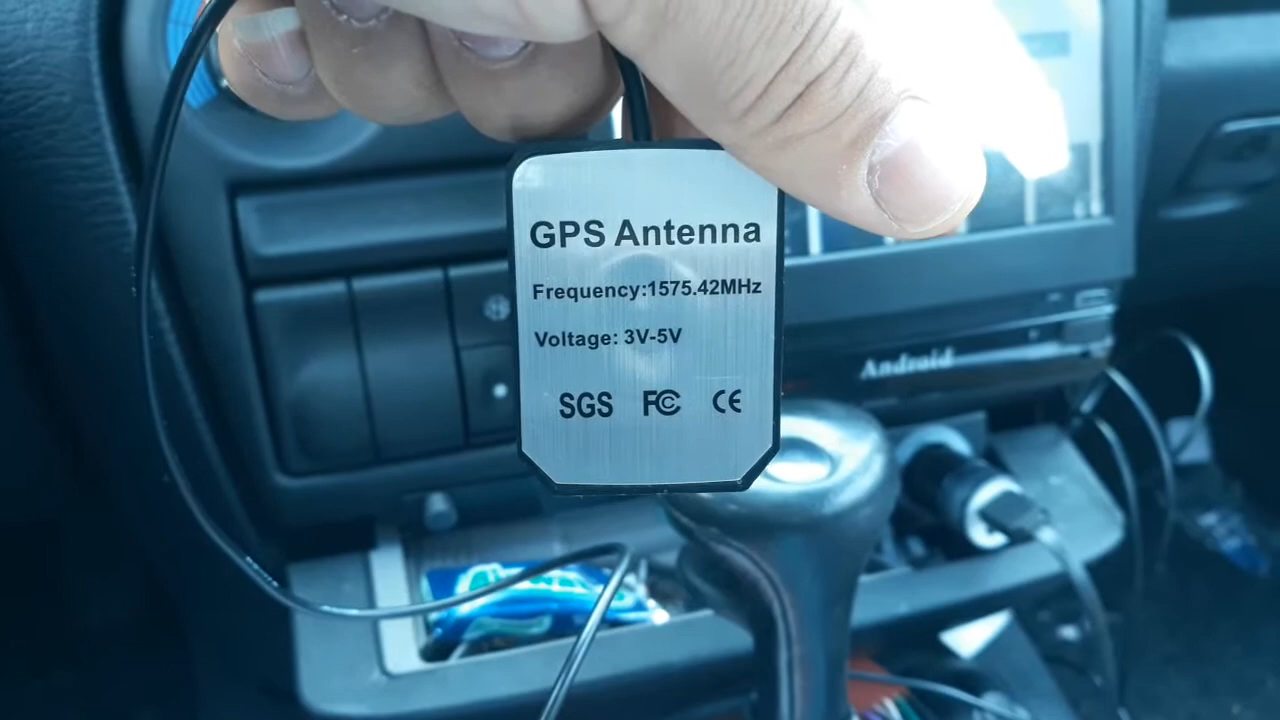 GPS Antenna
Frequency:1575.42MHz
Voltage: 3V-5V
SGS FC CE
Android